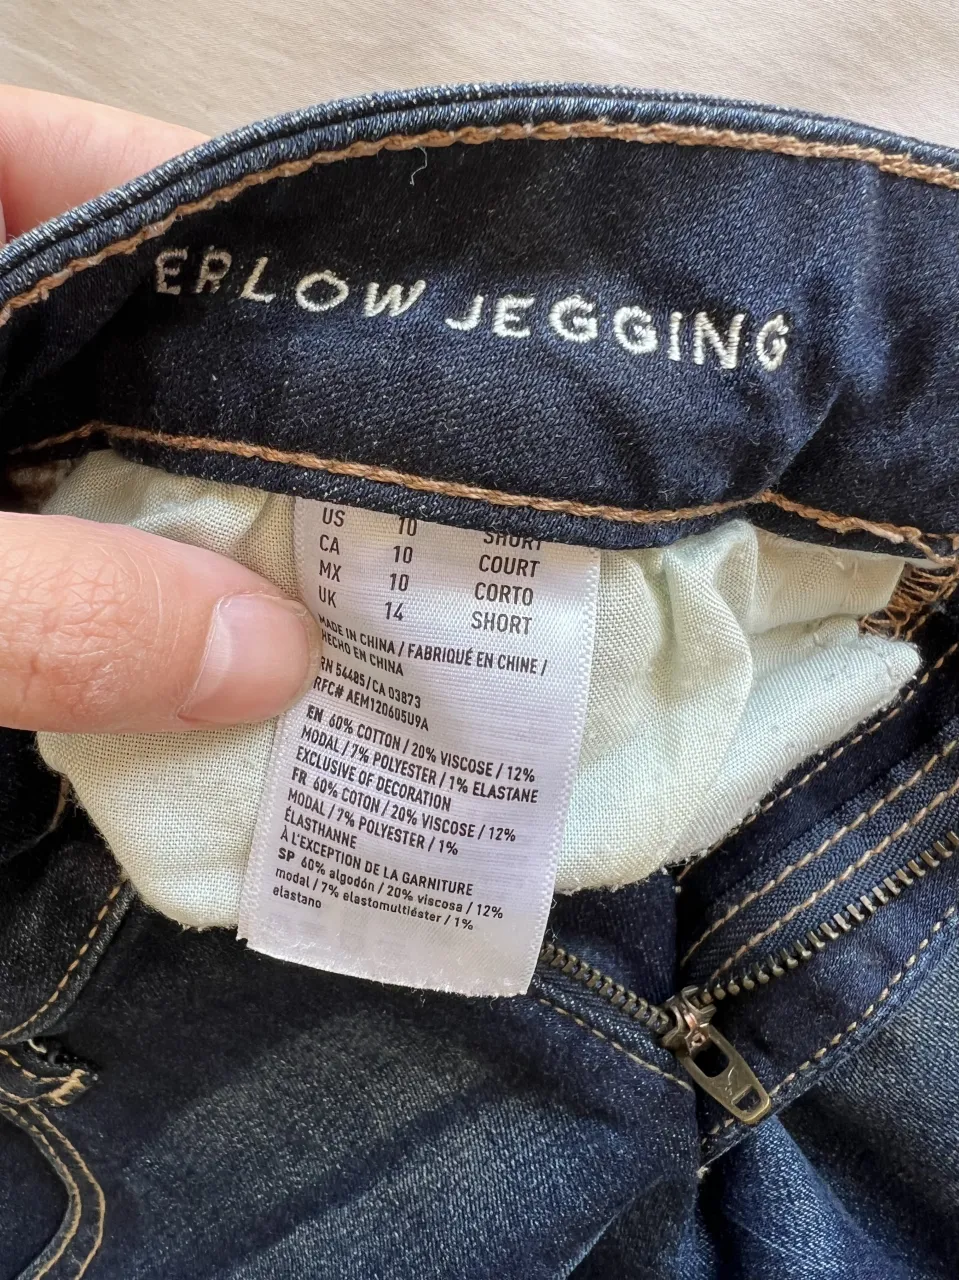 ERLOW JEGGING
US 10 SHORT
CA 10 COURT
MX 10 CORTO
UK 14 SHORT
MADE IN CHINA / FABRIQUÉ EN CHINE /
HECHO EN CHINA
RN 54485/CA 03873
RFC# AEM120605U9A
EN 60% COTTON / 20% VISCOSE / 12%
MODAL / 7% POLYESTER / 1% ELASTANE
EXCLUSIVE OF DECORATION
FR 60% COTON / 20% VISCOSE / 12%
MODAL / 7% POLYESTER / 1%
ÉLASTHANNE
À L'EXCEPTION DE LA GARNITURE
SP 60% algodón / 20% viscosa / 12%
modal / 7% elastomultiéster / 1%
elastano